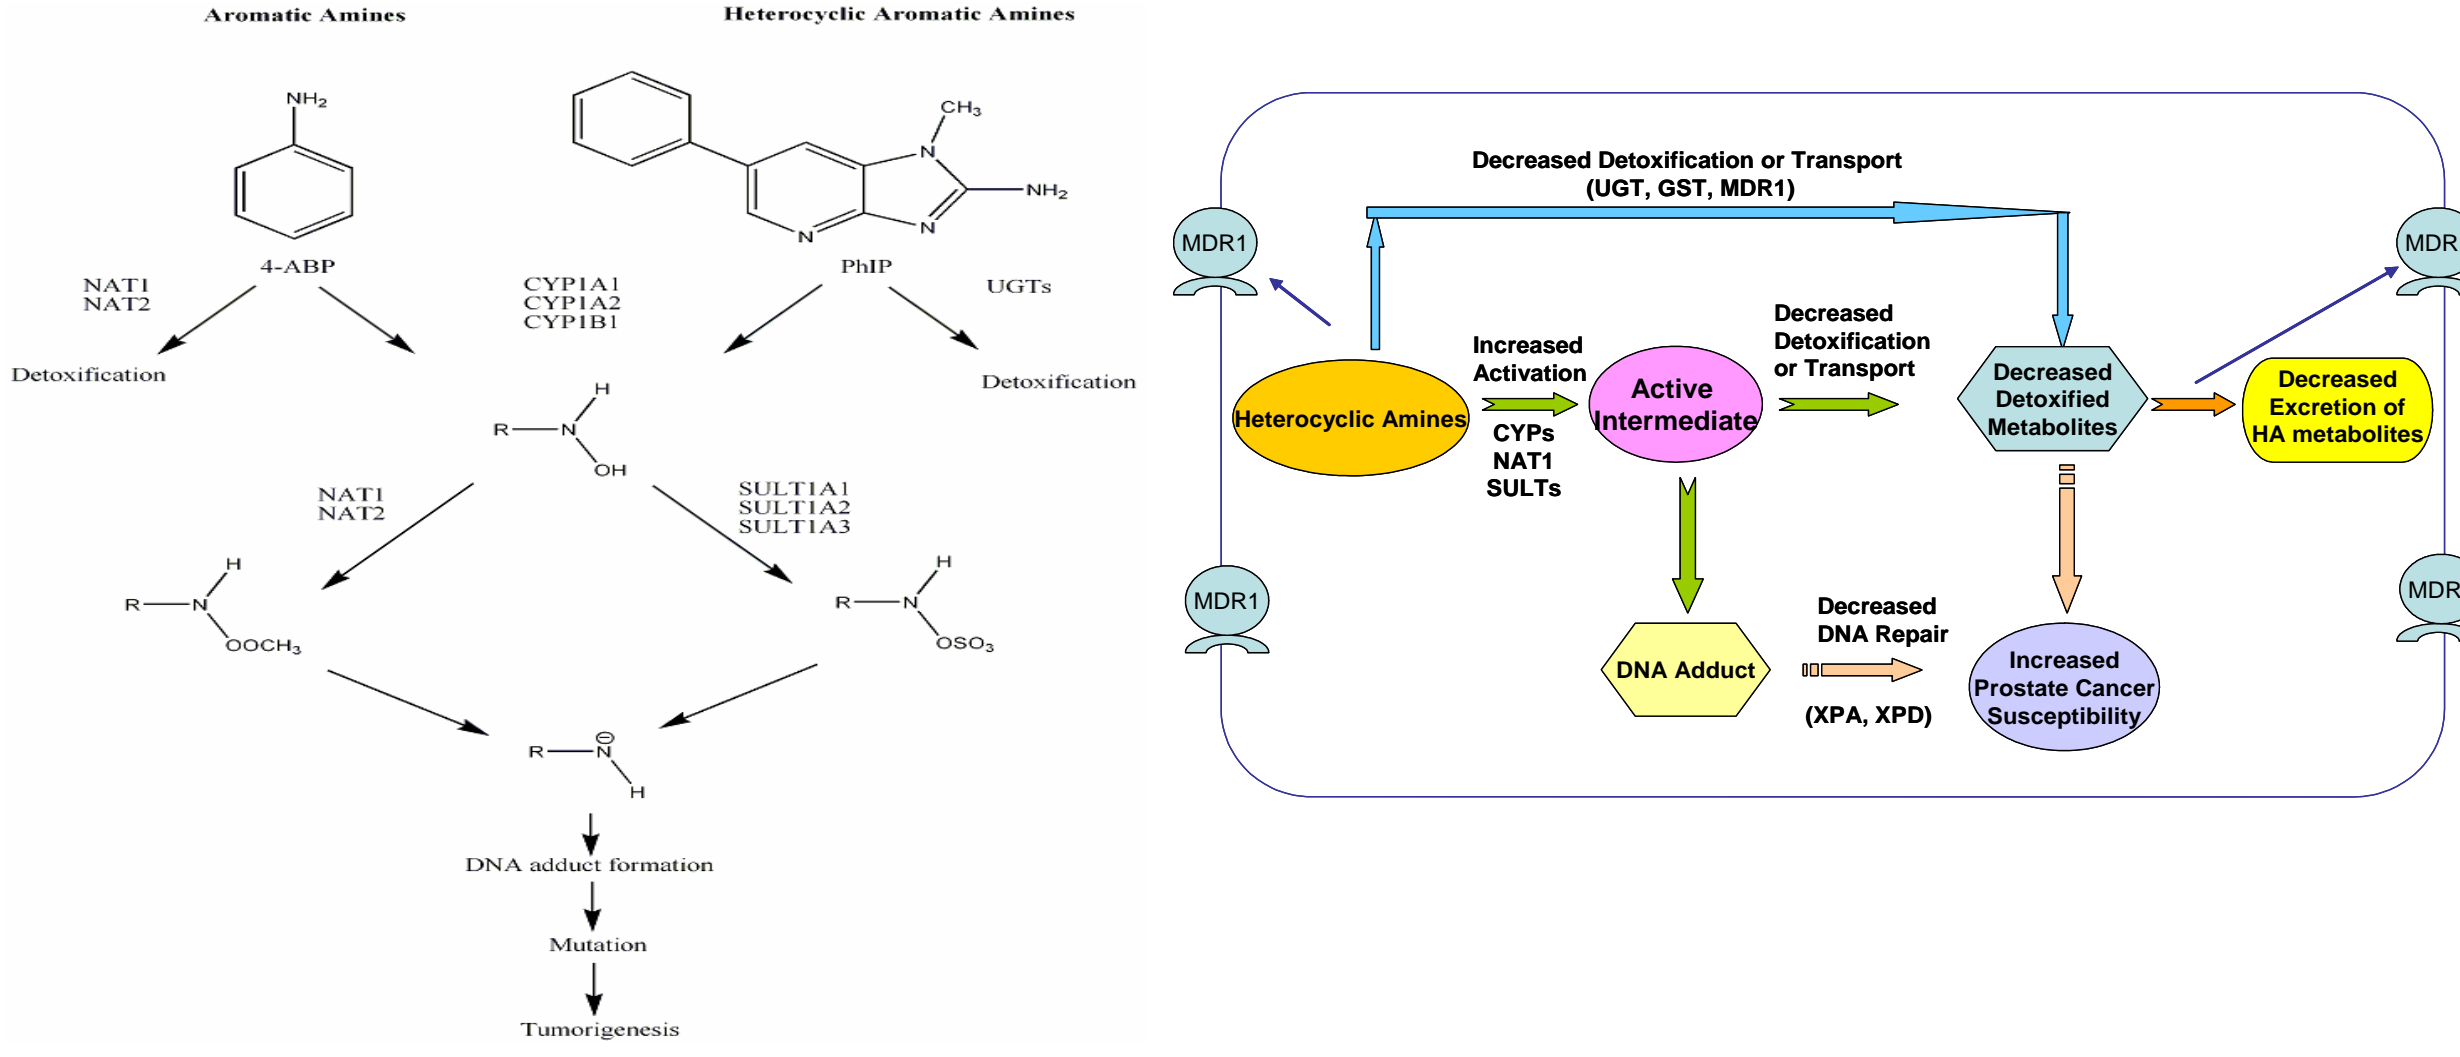 Aromatic Amines
Heterocyclic Aromatic Amines
NH2
CH3
N
NH2
N
N
4-ABP
PhIP
NAT1
NAT2
CYP1A1
CYP1A2
CYP1B1
UGTs
Detoxification
Detoxification
H
R
N
OH
NAT1
NAT2
SULT1A1
SULT1A2
SULT1A3
H
R
N
OOCH3
H
R
N
OSO3
R
N
⊖
H
DNA adduct formation
Mutation
Tumorigenesis
Decreased Detoxification or Transport
(UGT, GST, MDR1)
MDR1
MDR
Heterocyclic Amines
Increased
Activation
CYPs
NAT1
SULTs
Active
Intermediate
Decreased
Detoxification
or Transport
Decreased
Detoxified
Metabolites
Decreased
Excretion of
HA metabolites
MDR1
MDR
DNA Adduct
Decreased
DNA Repair
(XPA, XPD)
Increased
Prostate Cancer
Susceptibility